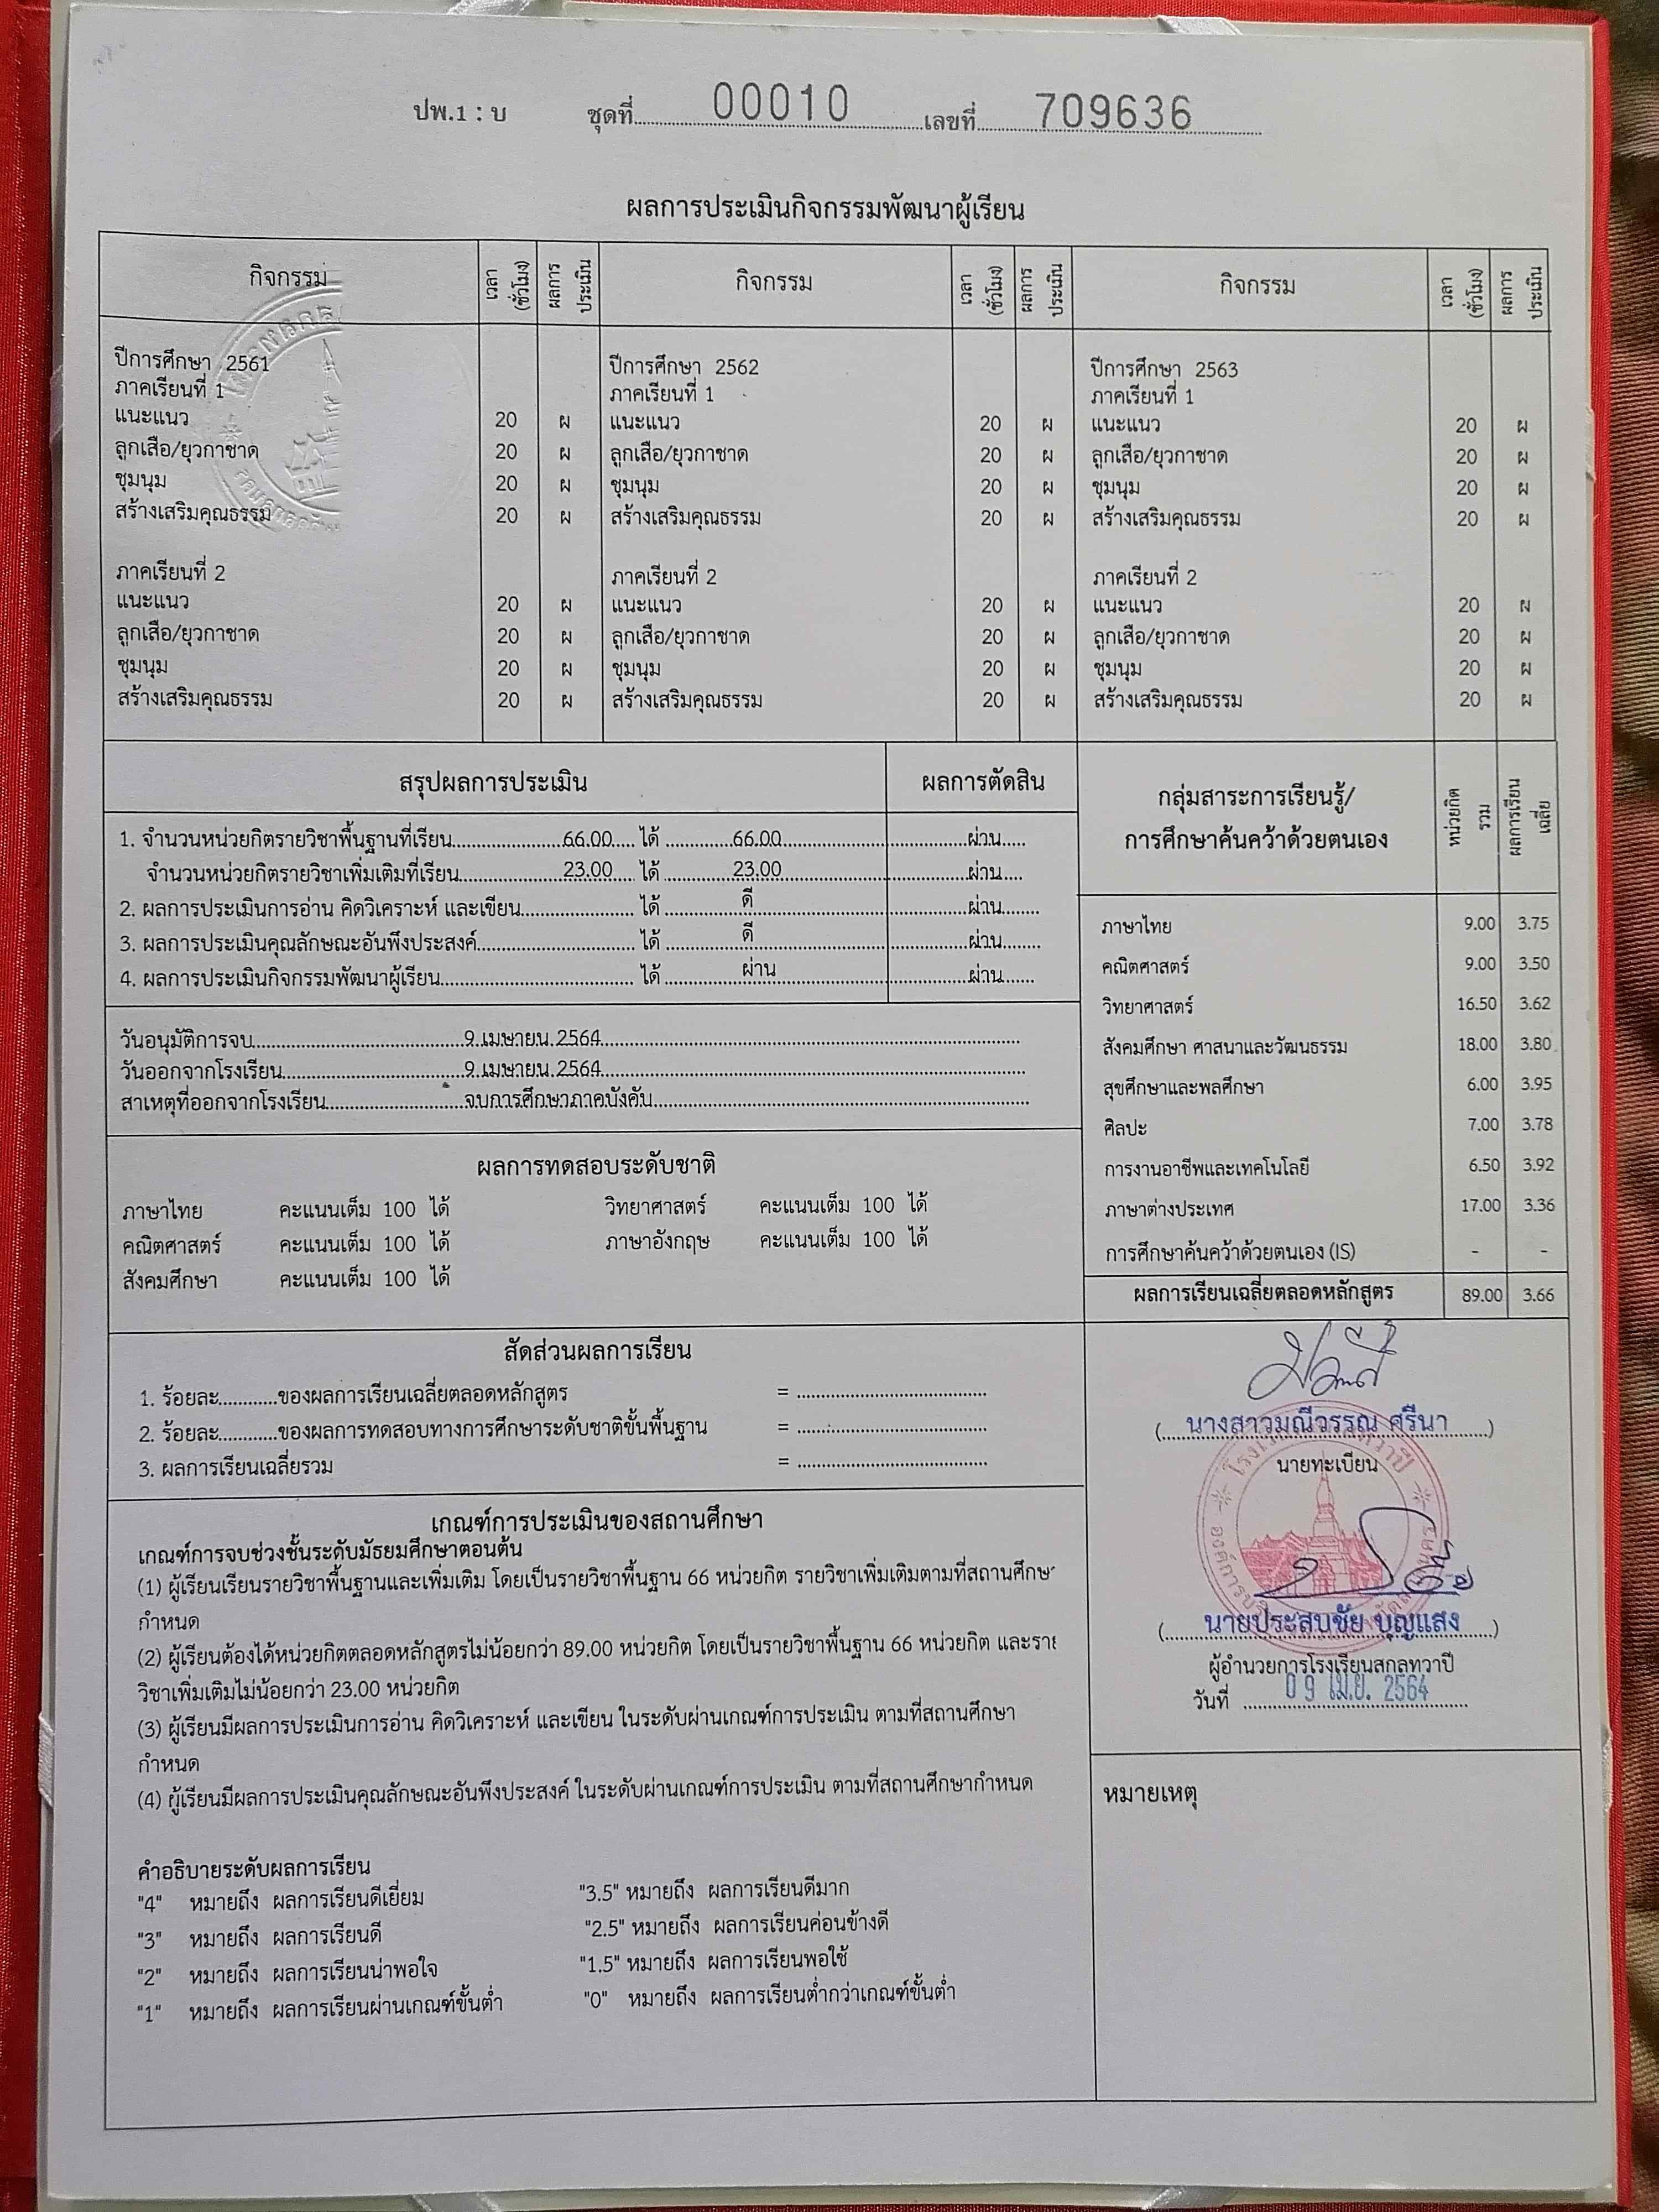 ปพ.1 : บ ชุดที่ 00010 เลขที่ 709636
ผลการประเมินกิจกรรมพัฒนาผู้เรียน
กิจกรรม เวลา (ชั่วโมง) ผลการประเมิน กิจกรรม เวลา (ชั่วโมง) ผลการประเมิน กิจกรรม เวลา (ชั่วโมง) ผลการประเมิน
ปีการศึกษา 2561 ปีการศึกษา 2562 ปีการศึกษา 2563
ภาคเรียนที่ 1 ภาคเรียนที่ 1 ภาคเรียนที่ 1
แนะแนว 20 ผ แนะแนว 20 ผ แนะแนว 20 ผ
ลูกเสือ/ยุวกาชาด 20 ผ ลูกเสือ/ยุวกาชาด 20 ผ ลูกเสือ/ยุวกาชาด 20 ผ
ชุมนุม 20 ผ ชุมนุม 20 ผ ชุมนุม 20 ผ
สร้างเสริมคุณธรรม 20 ผ สร้างเสริมคุณธรรม 20 ผ สร้างเสริมคุณธรรม 20 ผ
ภาคเรียนที่ 2 ภาคเรียนที่ 2 ภาคเรียนที่ 2
แนะแนว 20 ผ แนะแนว 20 ผ แนะแนว 20 ผ
ลูกเสือ/ยุวกาชาด 20 ผ ลูกเสือ/ยุวกาชาด 20 ผ ลูกเสือ/ยุวกาชาด 20 ผ
ชุมนุม 20 ผ ชุมนุม 20 ผ ชุมนุม 20 ผ
สร้างเสริมคุณธรรม 20 ผ สร้างเสริมคุณธรรม 20 ผ สร้างเสริมคุณธรรม 20 ผ
สรุปผลการประเมิน ผลการตัดสิน
1. จำนวนหน่วยกิตรายวิชาพื้นฐานที่เรียน 66.00 ได้ 66.00 ผ่าน
จำนวนหน่วยกิตรายวิชาเพิ่มเติมที่เรียน 23.00 ได้ 23.00 ผ่าน
2. ผลการประเมินการอ่าน คิดวิเคราะห์ และเขียน ได้ ดี ผ่าน
3. ผลการประเมินคุณลักษณะอันพึงประสงค์ ได้ ดี ผ่าน
4. ผลการประเมินกิจกรรมพัฒนาผู้เรียน ได้ ผ่าน ผ่าน
วันอนุมัติการจบ 9 เมษายน 2564
วันออกจากโรงเรียน 9 เมษายน 2564
สาเหตุที่ออกจากโรงเรียน จบการศึกษาภาคบังคับ
ผลการทดสอบระดับชาติ
ภาษาไทย คะแนนเต็ม 100 ได้ วิทยาศาสตร์ คะแนนเต็ม 100 ได้
คณิตศาสตร์ คะแนนเต็ม 100 ได้ ภาษาอังกฤษ คะแนนเต็ม 100 ได้
สังคมศึกษา คะแนนเต็ม 100 ได้
กลุ่มสาระการเรียนรู้/
การศึกษาค้นคว้าด้วยตนเอง
หน่วยกิตรวม ผลการเรียนเฉลี่ย
ภาษาไทย 9.00 3.75
คณิตศาสตร์ 9.00 3.50
วิทยาศาสตร์ 16.50 3.62
สังคมศึกษา ศาสนาและวัฒนธรรม 18.00 3.80
สุขศึกษาและพลศึกษา 6.00 3.95
ศิลปะ 7.00 3.78
การงานอาชีพและเทคโนโลยี 6.50 3.92
ภาษาต่างประเทศ 17.00 3.36
การศึกษาค้นคว้าด้วยตนเอง (IS) - -
ผลการเรียนเฉลี่ยตลอดหลักสูตร 89.00 3.66
สัดส่วนผลการเรียน
1. ร้อยละ..........ของผลการเรียนเฉลี่ยตลอดหลักสูตร =
2. ร้อยละ..........ของผลการทดสอบทางการศึกษาระดับชาติขั้นพื้นฐาน =
3. ผลการเรียนเฉลี่ยรวม =
เกณฑ์การประเมินของสถานศึกษา
เกณฑ์การจบช่วงชั้นระดับมัธยมศึกษาตอนต้น
(1) ผู้เรียนเรียนรายวิชาพื้นฐานและเพิ่มเติม โดยเป็นรายวิชาพื้นฐาน 66 หน่วยกิต รายวิชาเพิ่มเติมตามที่สถานศึกษ
กำหนด
(2) ผู้เรียนต้องได้หน่วยกิตตลอดหลักสูตรไม่น้อยกว่า 89.00 หน่วยกิต โดยเป็นรายวิชาพื้นฐาน 66 หน่วยกิต และราย
วิชาเพิ่มเติมไม่น้อยกว่า 23.00 หน่วยกิต
(3) ผู้เรียนมีผลการประเมินการอ่าน คิดวิเคราะห์ และเขียน ในระดับผ่านเกณฑ์การประเมิน ตามที่สถานศึกษา
กำหนด
(4) ผู้เรียนมีผลการประเมินคุณลักษณะอันพึงประสงค์ ในระดับผ่านเกณฑ์การประเมิน ตามที่สถานศึกษากำหนด
คำอธิบายระดับผลการเรียน
"4" หมายถึง ผลการเรียนดีเยี่ยม "3.5" หมายถึง ผลการเรียนดีมาก
"3" หมายถึง ผลการเรียนดี "2.5" หมายถึง ผลการเรียนค่อนข้างดี
"2" หมายถึง ผลการเรียนน่าพอใจ "1.5" หมายถึง ผลการเรียนพอใช้
"1" หมายถึง ผลการเรียนผ่านเกณฑ์ขั้นต่ำ "0" หมายถึง ผลการเรียนต่ำกว่าเกณฑ์ขั้นต่ำ
(นางสาวมณีวรรณ ศรีนา)
นายทะเบียน
(นายประสบชัย บุญแสง)
ผู้อำนวยการโรงเรียนสกลทวาปี
วันที่ 09 เม.ย. 2564
หมายเหตุ